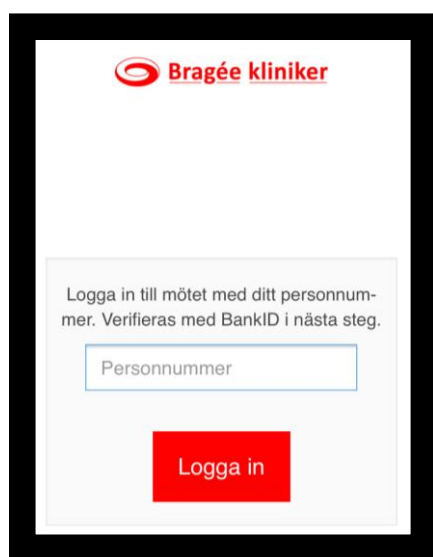 Bragée kliniker
Logga in till mötet med ditt personnum-
mer. Verifieras med BankID i nästa steg.
Personnummer
Logga in